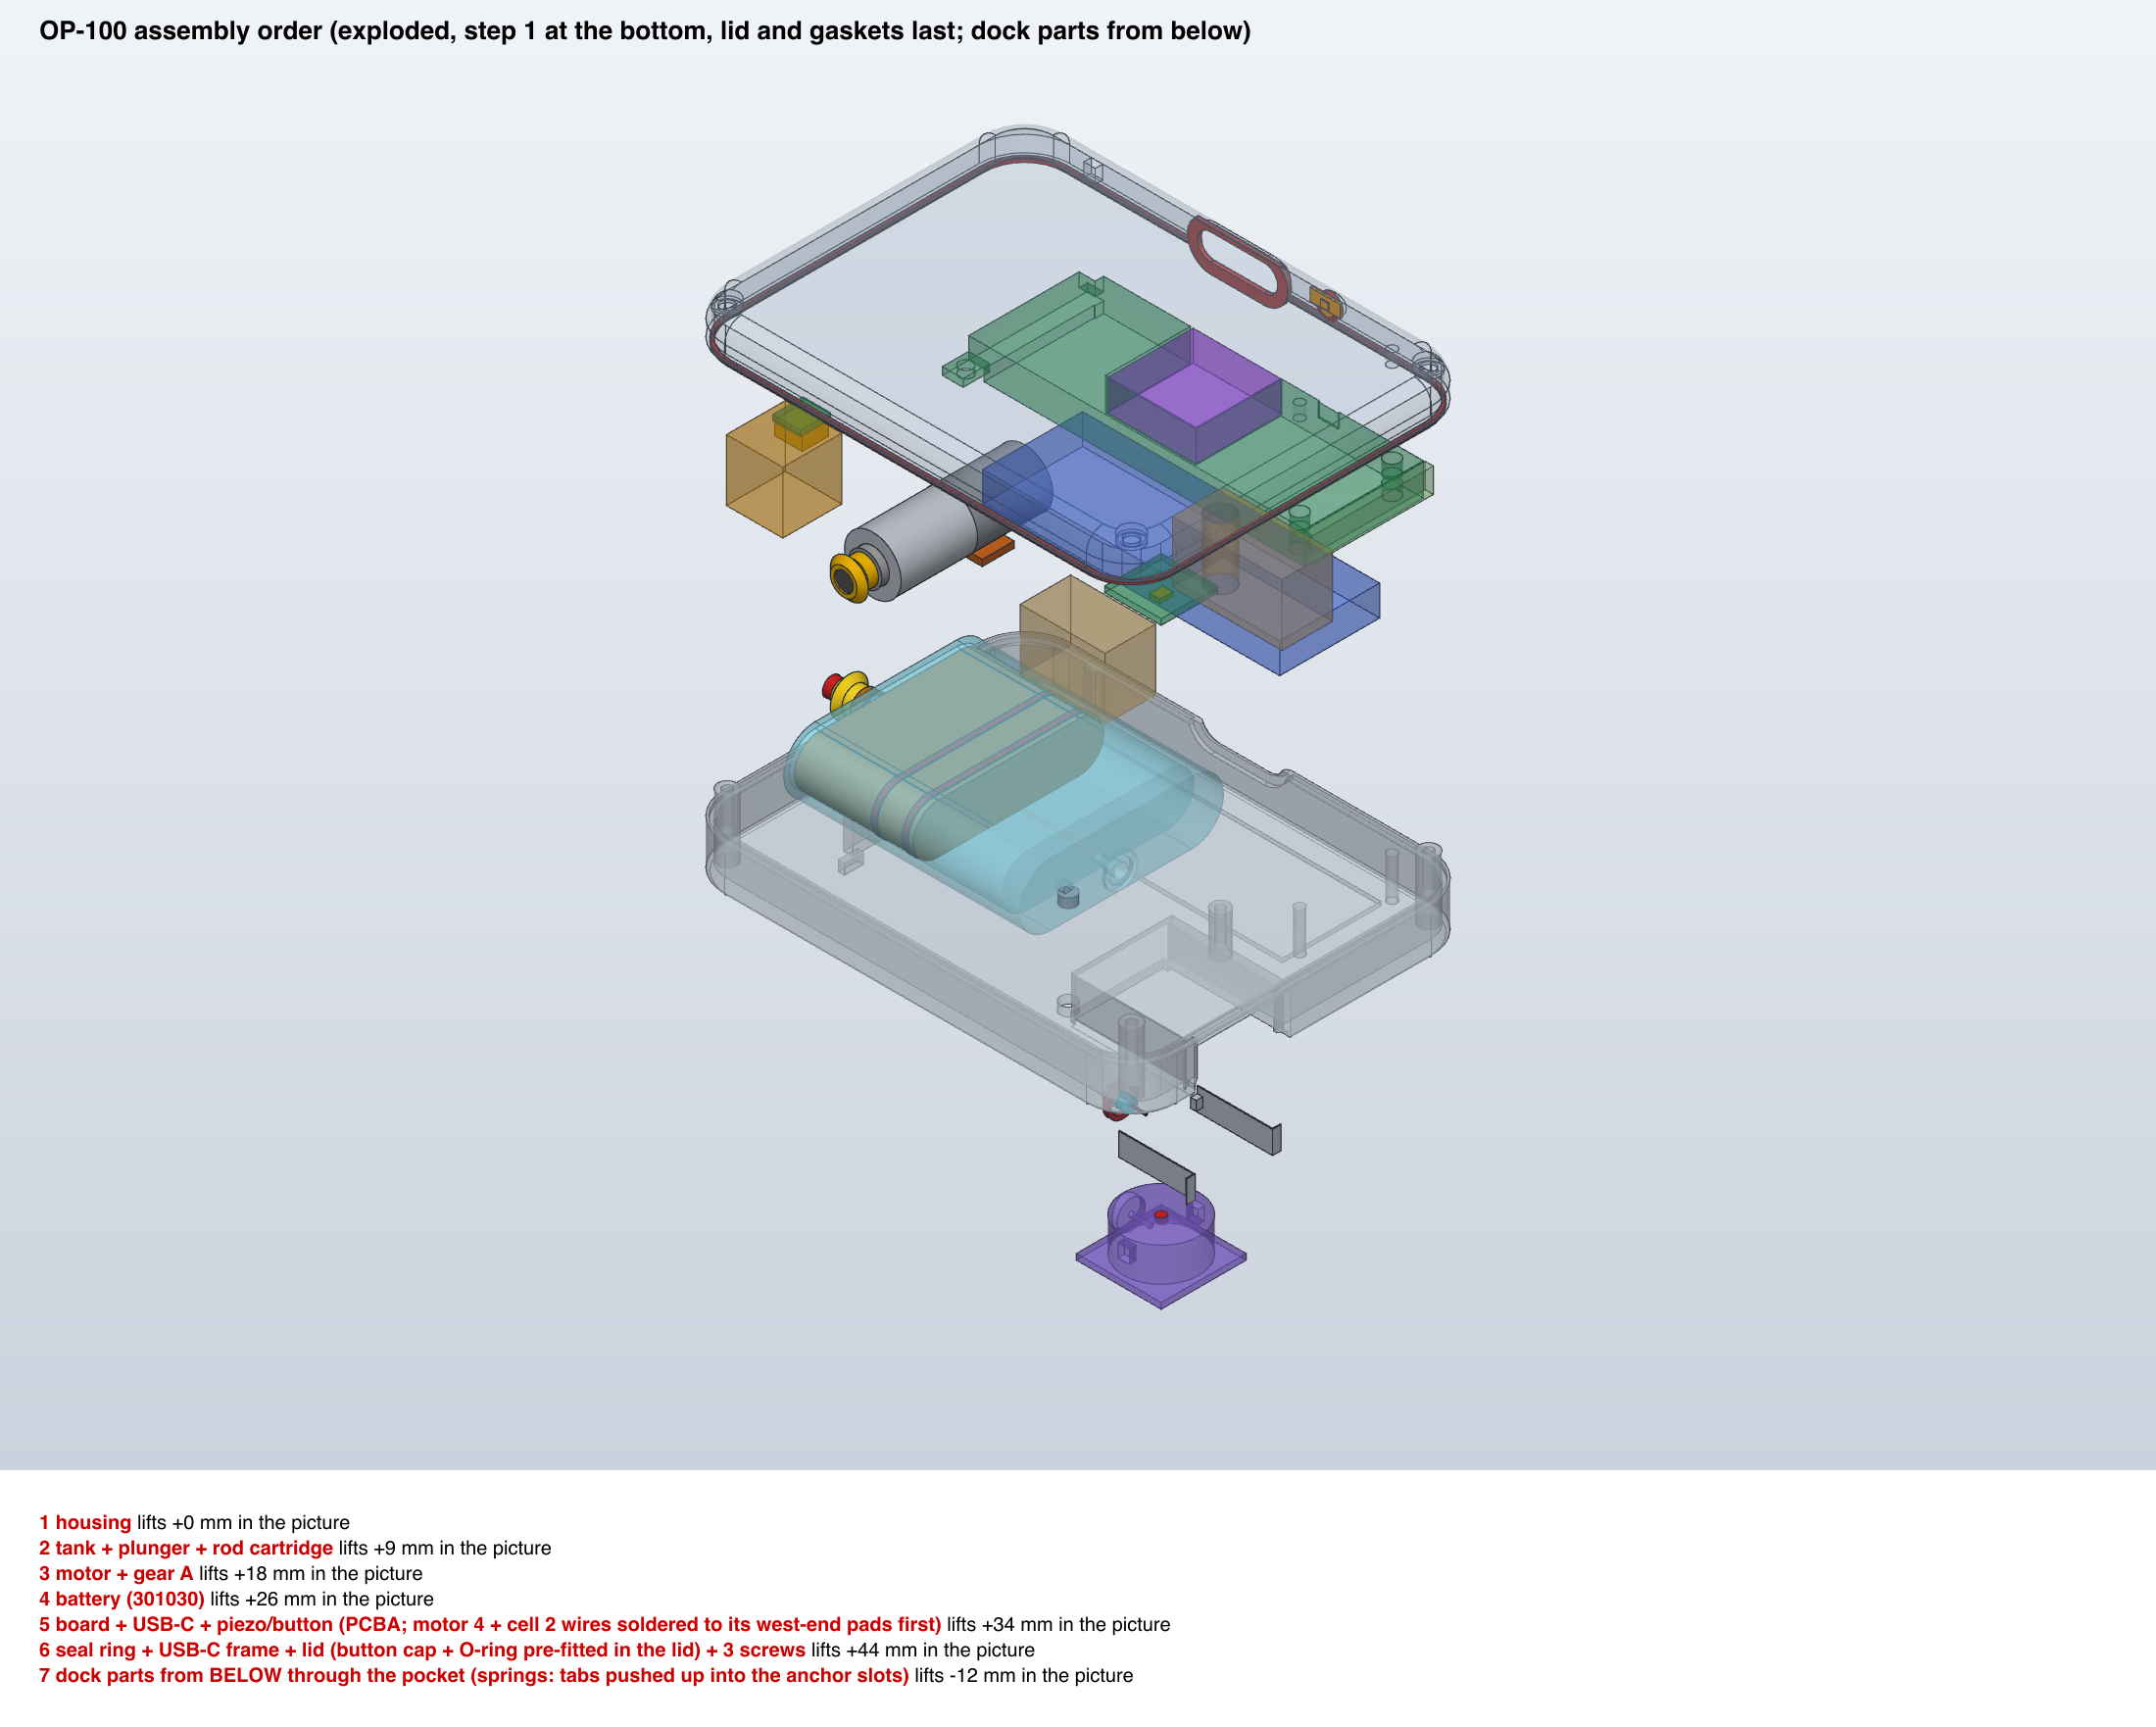 OP-100 assembly order (exploded, step 1 at the bottom, lid and gaskets last; dock parts from below)
1 housing lifts +0 mm in the picture
2 tank + plunger + rod cartridge lifts +9 mm in the picture
3 motor + gear A lifts +18 mm in the picture
4 battery (301030) lifts +26 mm in the picture
5 board + USB-C + piezo/button (PCBA; motor 4 + cell 2 wires soldered to its west-end pads first) lifts +34 mm in the picture
6 seal ring + USB-C frame + lid (button cap + O-ring pre-fitted in the lid) + 3 screws lifts +44 mm in the picture
7 dock parts from BELOW through the pocket (springs: tabs pushed up into the anchor slots) lifts -12 mm in the picture